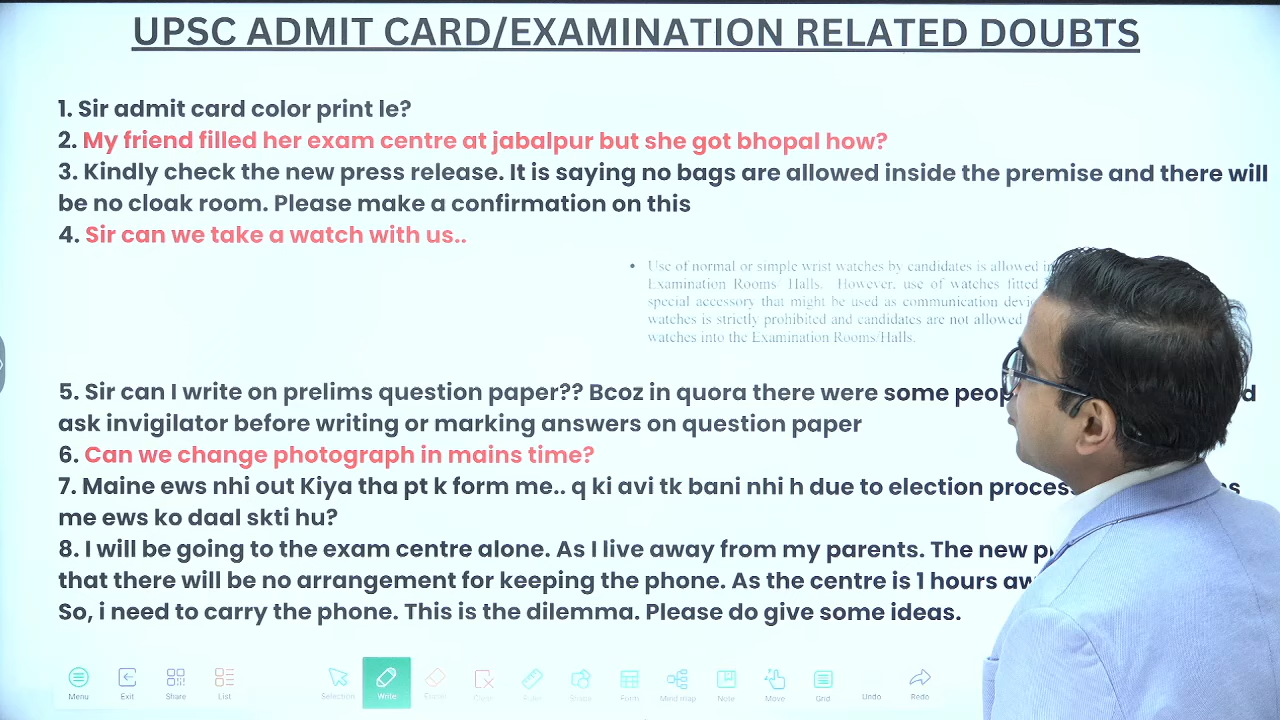 UPSC ADMIT CARD/EXAMINATION RELATED DOUBTS
1. Sir admit card color print le?
2. My friend filled her exam centre at jabalpur but she got bhopal how?
3. Kindly check the new press release. It is saying no bags are allowed inside the premise and there will
be no cloak room. Please make a confirmation on this
4. Sir can we take a watch with us..
• Use of normal or simple wrist watches by candidates is allowed
Examination Rooms Halls. However, use of watches fitted
special accessory that might be used as communication
watches is strictly prohibited and candidates are not allowed
watches into the Examination Rooms/Halls.
5. Sir can I write on prelims question paper?? Bcoz in quora there were some
ask invigilator before writing or marking answers on question paper
6. Can we change photograph in mains time?
7. Maine ews nhi out Kiya tha pt k form me.. q ki avi tk bani nhi h due to election
me ews ko daal skti hu?
8. I will be going to the exam centre alone. As I live away from my parents. The new
that there will be no arrangement for keeping the phone. As the centre is 1 hours
So, i need to carry the phone. This is the dilemma. Please do give some ideas.
Menu Exit Share List Selection Write Eraser Clear Ruler Shape Fonts Mind map Note Move Grid Undo Redo